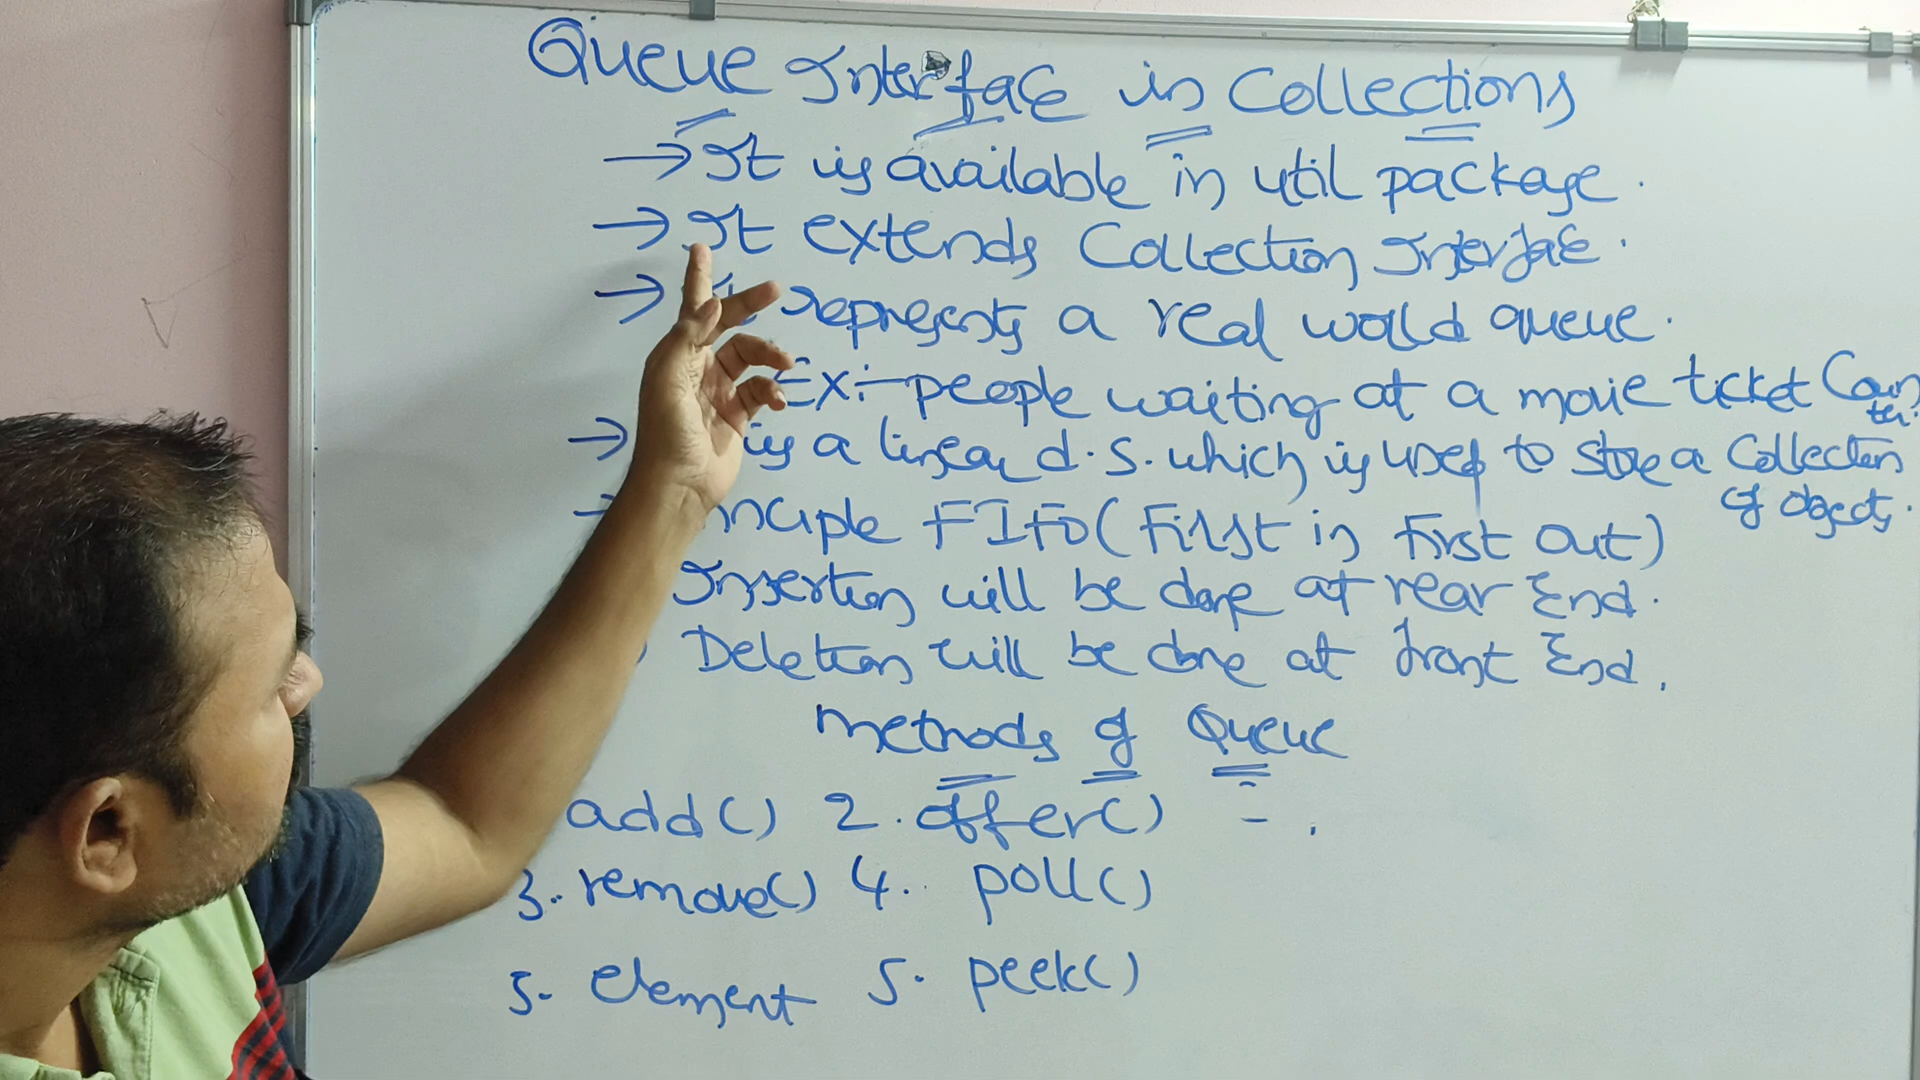 Queue Interface in Collections
→ It is available in util package.
→ It extends Collection Interface.
→ It represents a real world queue.
Ex:- people waiting at a movie ticket Counter.
→ is a linear d.s. which is used to store a Collection of objects.
→ inciple FIFO (First in First Out)
Insertion will be done at rear End.
Deletion will be done at front End.
Methods of Queue
add() 2. offer()
3. remove() 4. poll()
5. element 5. peek()